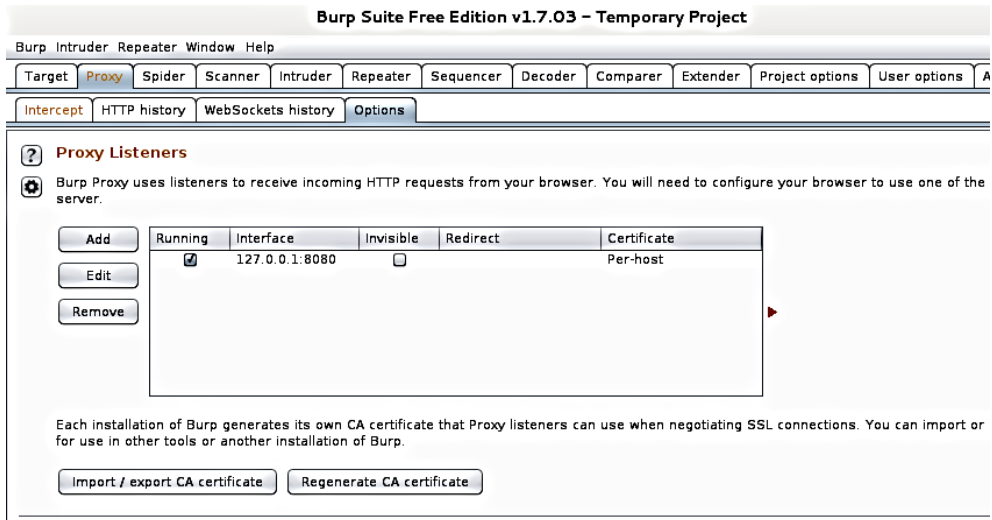 Burp Suite Free Edition v1.7.03 – Temporary Project
Burp Intruder Repeater Window Help
Target Proxy Spider Scanner Intruder Repeater Sequencer Decoder Comparer Extender Project options User options A
Intercept HTTP history WebSockets history Options
? Proxy Listeners
Burp Proxy uses listeners to receive incoming HTTP requests from your browser. You will need to configure your browser to use one of the
server.
Add Running Interface Invisible Redirect Certificate
127.0.0.1:8080 Per-host
Edit
Remove
Each installation of Burp generates its own CA certificate that Proxy listeners can use when negotiating SSL connections. You can import or
for use in other tools or another installation of Burp.
Import / export CA certificate Regenerate CA certificate